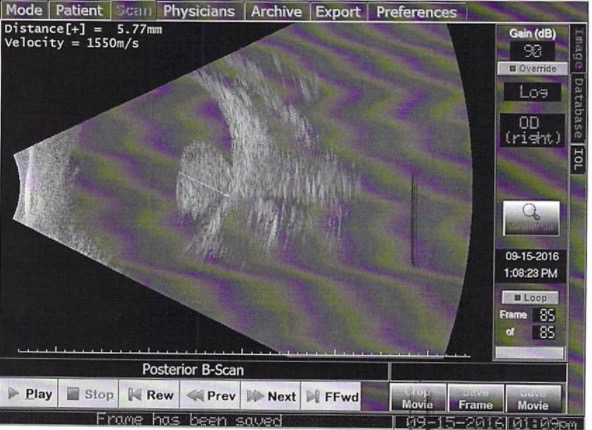 Mode Patient Scan Physicians Archive Export Preferences
Distance[+] = 5.77mm
Velocity = 1550m/s
Gain (dB)
90
Override
Log
OD
(right)
Image
Database
IOL
09-15-2016
1:08:23 PM
Loop
Frame 85
of 85
Posterior B-Scan
Play Stop Rew Prev Next FFwd
Movie
Save
Frame
Save
Movie
Frame has been saved
09-15-2016 01:09pm